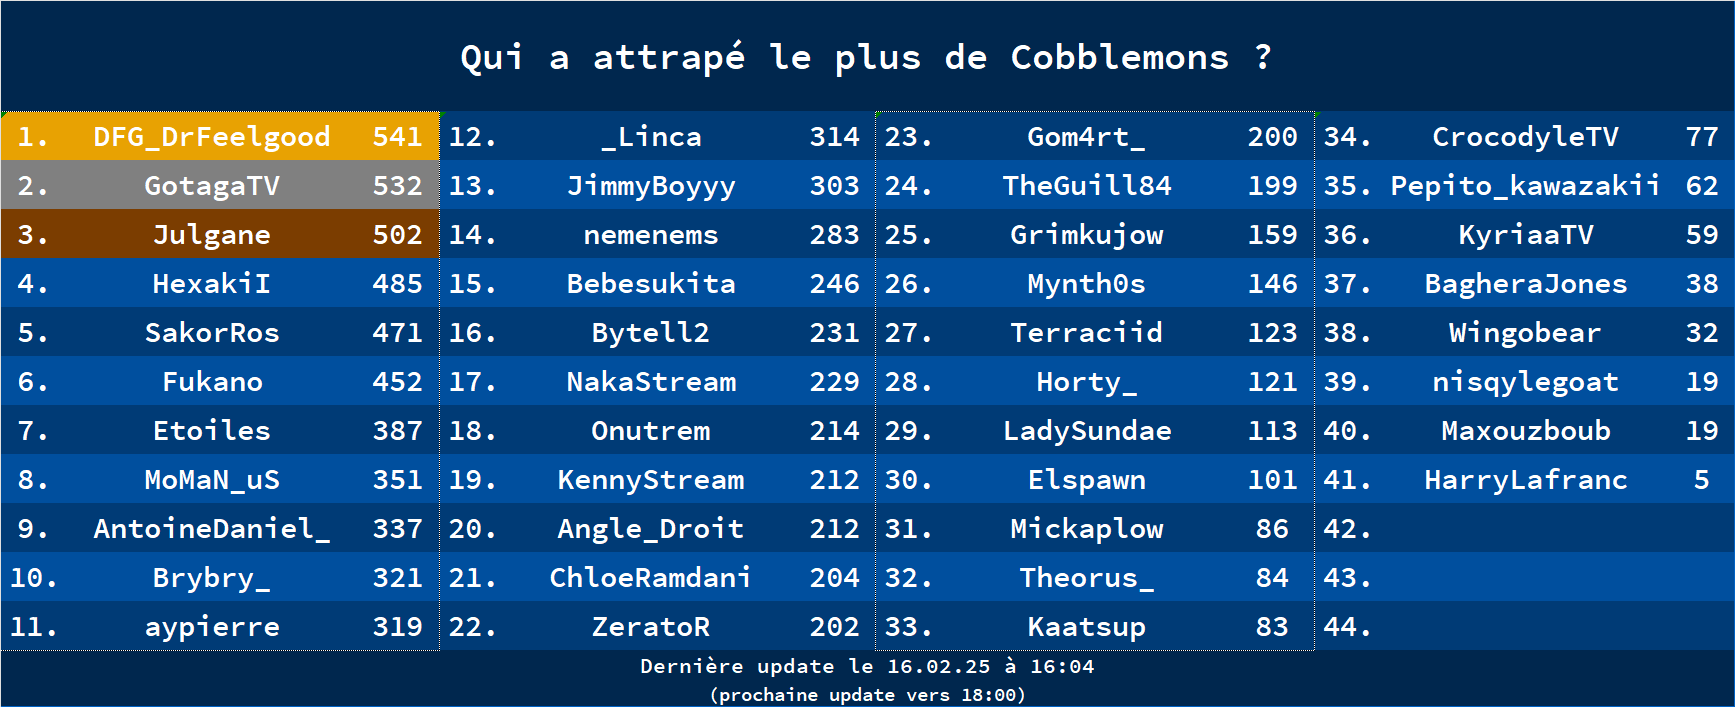 Qui a attrapé le plus de Cobblemons ?
1. DFG_DrFeelgood 541
2. GotagaTV 532
3. Julgane 502
4. HexakiI 485
5. SakorRos 471
6. Fukano 452
7. Etoiles 387
8. MoMaN_uS 351
9. AntoineDaniel_ 337
10. Brybry_ 321
11. aypierre 319
12. _Linca 314
13. JimmyBoyyy 303
14. nemenems 283
15. Bebesukita 246
16. Bytell2 231
17. NakaStream 229
18. Onutrem 214
19. KennyStream 212
20. Angle_Droit 212
21. ChloeRamdani 204
22. ZeratoR 202
23. Gom4rt_ 200
24. TheGuill84 199
25. Grimkujow 159
26. Mynth0s 146
27. Terraciid 123
28. Horty_ 121
29. LadySundae 113
30. Elspawn 101
31. Mickaplow 86
32. Theorus_ 84
33. Kaatsup 83
34. CrocodyleTV 77
35. Pepito_kawazakii 62
36. KyriaaTV 59
37. BagheraJones 38
38. Wingobear 32
39. nisqylegoat 19
40. Maxouzboub 19
41. HarryLafranc 5
42.
43.
44.
Dernière update le 16.02.25 à 16:04
(prochaine update vers 18:00)